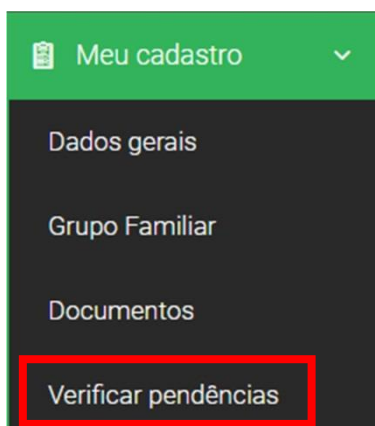 Meu cadastro
Dados gerais
Grupo Familiar
Documentos
Verificar pendências